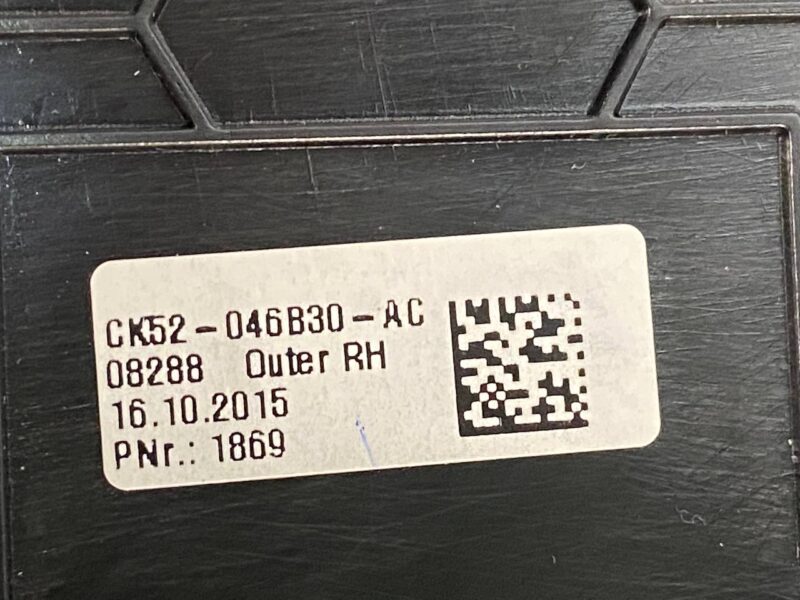 CK52-046B30-AC
08288 Outer RH
16.10.2015
PNr.: 1869